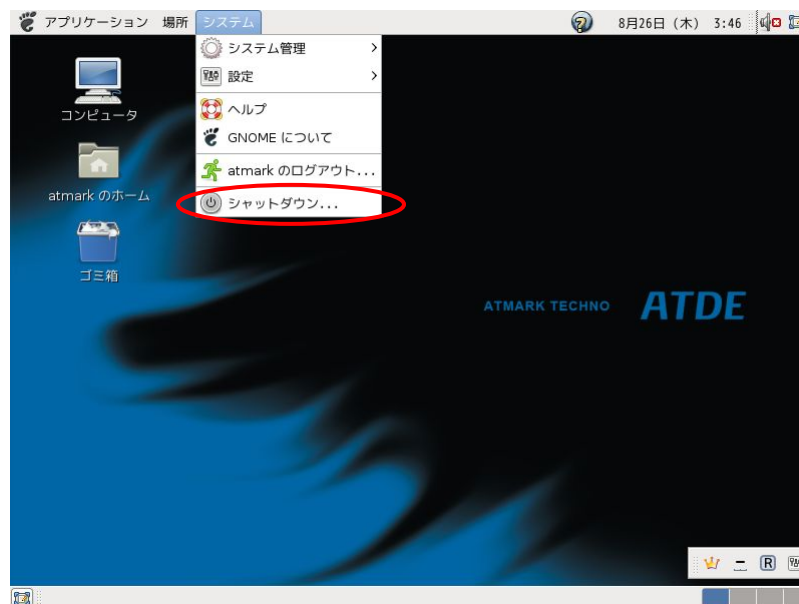 アプリケーション 場所 システム 8月26日 (木) 3:46
システム管理
設定
ヘルプ
GNOME について
atmark のログアウト...
シャットダウン...
コンピュータ
atmark のホーム
ゴミ箱
ATMARK TECHNO ATDE
R